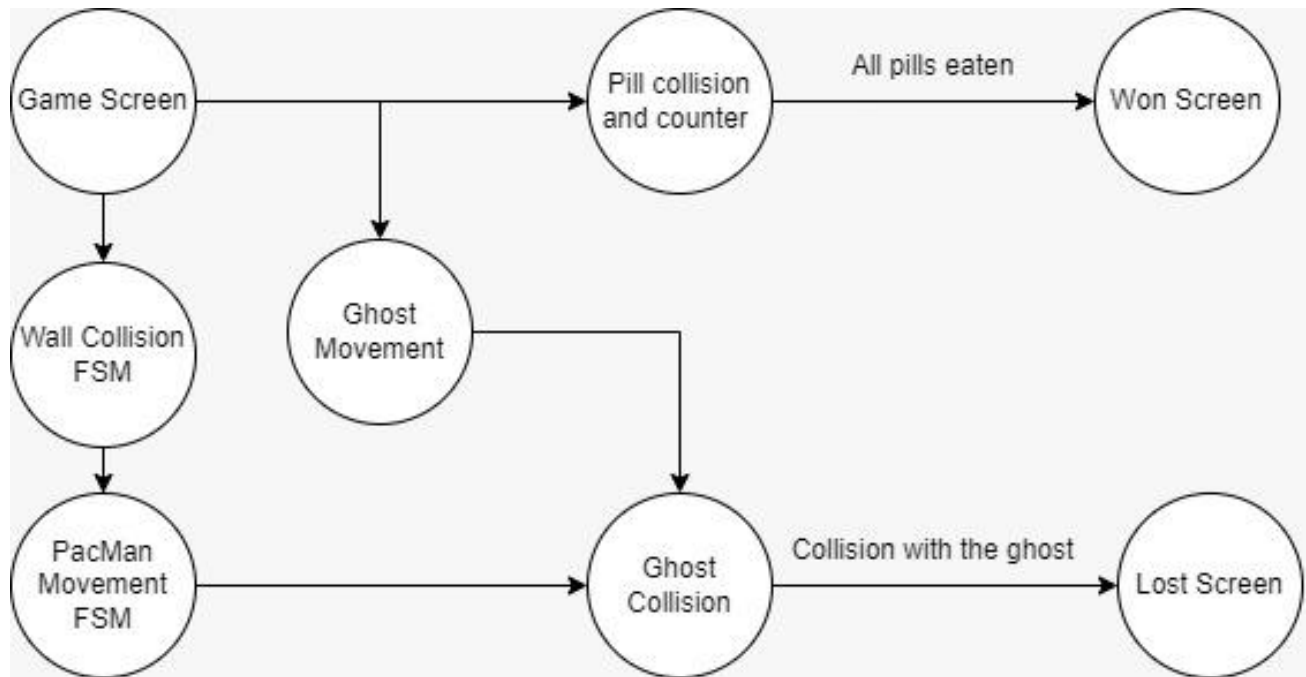 Game Screen
Pill collision
and counter
All pills eaten
Won Screen
Ghost
Movement
Wall Collision
FSM
PacMan
Movement
FSM
Ghost
Collision
Collision with the ghost
Lost Screen